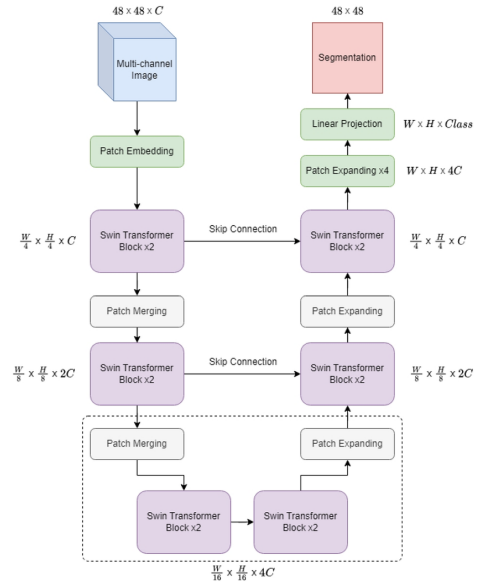 48 × 48 × C
48 × 48
Multi-channel
Image
Segmentation
Linear Projection
W × H × Class
Patch Embedding
Patch Expanding ×4
W × H × 4C
W/4 × H/4 × C
Swin Transformer
Block x2
Skip Connection
Swin Transformer
Block x2
W/4 × H/4 × C
Patch Merging
Patch Expanding
W/8 × H/8 × 2C
Swin Transformer
Block x2
Skip Connection
Swin Transformer
Block x2
W/8 × H/8 × 2C
Patch Merging
Patch Expanding
Swin Transformer
Block x2
Swin Transformer
Block x2
W/16 × H/16 × 4C